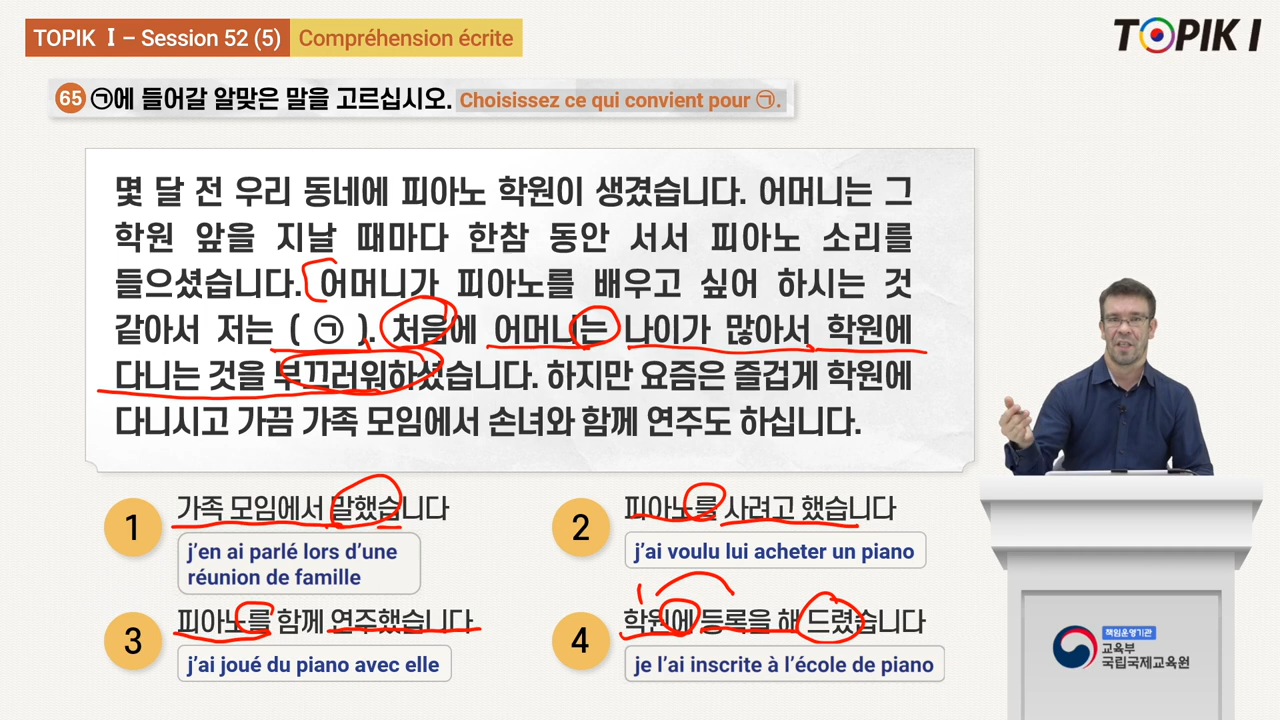 TOPIK Ⅰ – Session 52 (5) Compréhension écrite
TOPIK I
65 ㉠에 들어갈 알맞은 말을 고르십시오. Choisissez ce qui convient pour ㉠.
몇 달 전 우리 동네에 피아노 학원이 생겼습니다. 어머니는 그
학원 앞을 지날 때마다 한참 동안 서서 피아노 소리를
들으셨습니다. 어머니가 피아노를 배우고 싶어 하시는 것
같아서 저는 ( ㉠ ). 처음에 어머니는 나이가 많아서 학원에
다니는 것을 부끄러워하셨습니다. 하지만 요즘은 즐겁게 학원에
다니시고 가끔 가족 모임에서 손녀와 함께 연주도 하십니다.
1 가족 모임에서 말했습니다
j’en ai parlé lors d’une
réunion de famille
2 피아노를 사려고 했습니다
j’ai voulu lui acheter un piano
3 피아노를 함께 연주했습니다
j’ai joué du piano avec elle
4 학원에 등록을 해 드렸습니다
je l’ai inscrite à l’école de piano
책임운영기관
교육부
국립국제교육원